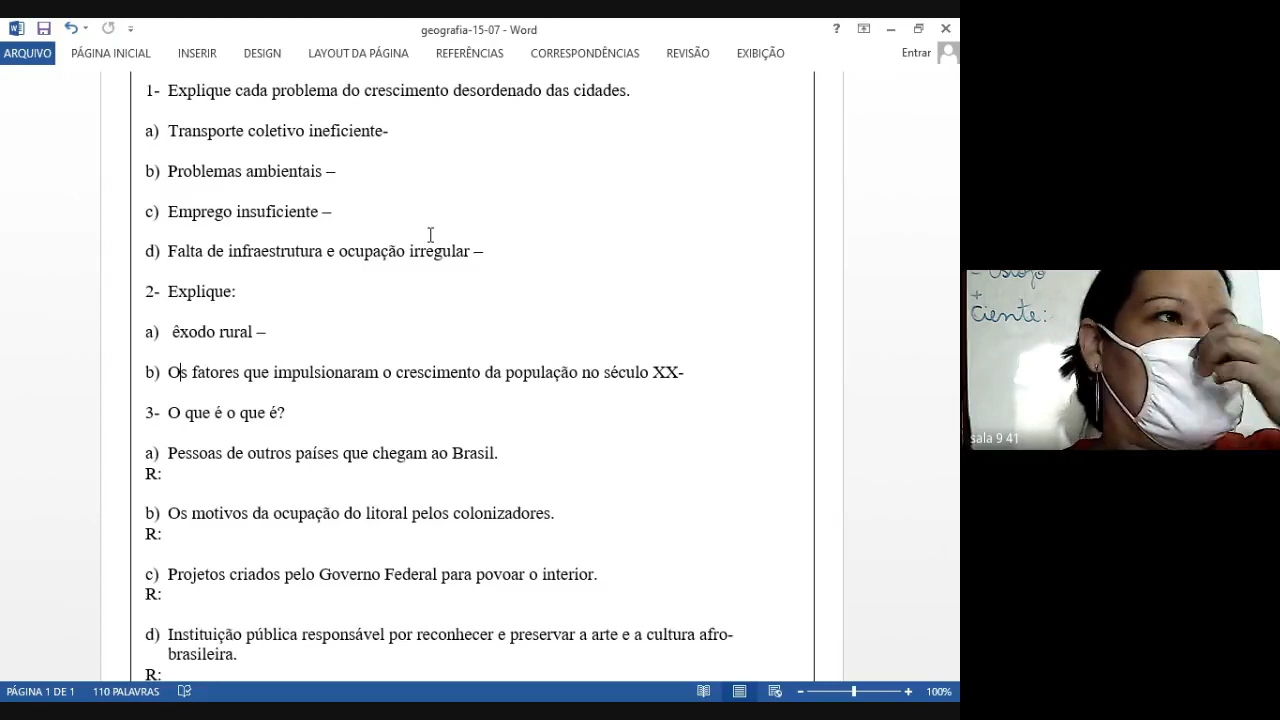 geografia-15-07 - Word
ARQUIVO PÁGINA INICIAL INSERIR DESIGN LAYOUT DA PÁGINA REFERÊNCIAS CORRESPONDÊNCIAS REVISÃO EXIBIÇÃO Entrar
1- Explique cada problema do crescimento desordenado das cidades.
a) Transporte coletivo ineficiente-
b) Problemas ambientais –
c) Emprego insuficiente –
d) Falta de infraestrutura e ocupação irregular –
2- Explique:
a) êxodo rural –
b) Os fatores que impulsionaram o crescimento da população no século XX-
3- O que é o que é?
a) Pessoas de outros países que chegam ao Brasil.
R:
b) Os motivos da ocupação do litoral pelos colonizadores.
R:
c) Projetos criados pelo Governo Federal para povoar o interior.
R:
d) Instituição pública responsável por reconhecer e preservar a arte e a cultura afro-
brasileira.
R:
PÁGINA 1 DE 1 110 PALAVRAS 100%
Ciente:
sala 9 41